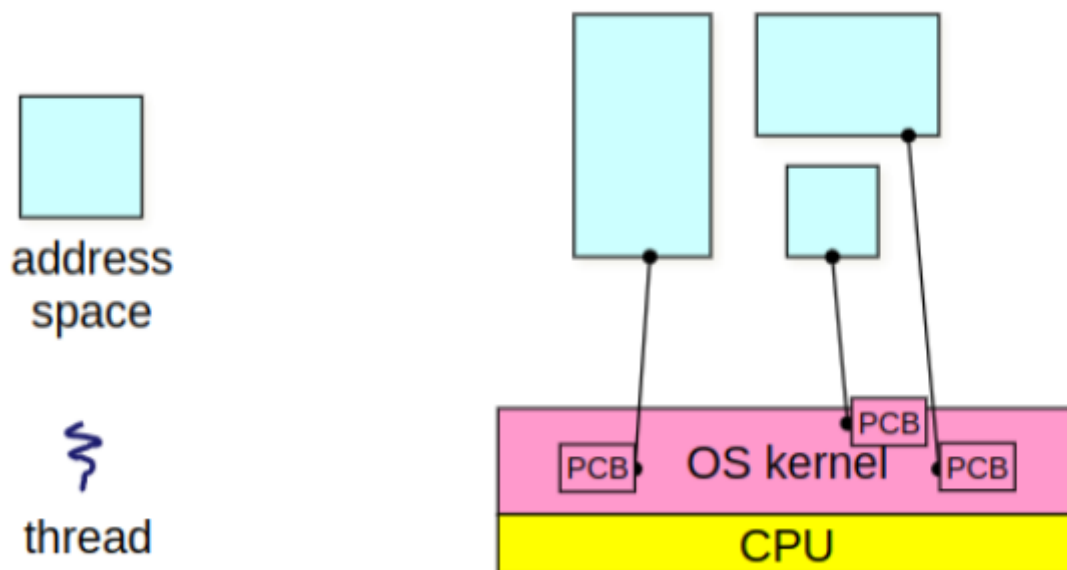 address
space
thread
PCB
PCB
OS kernel
PCB
CPU